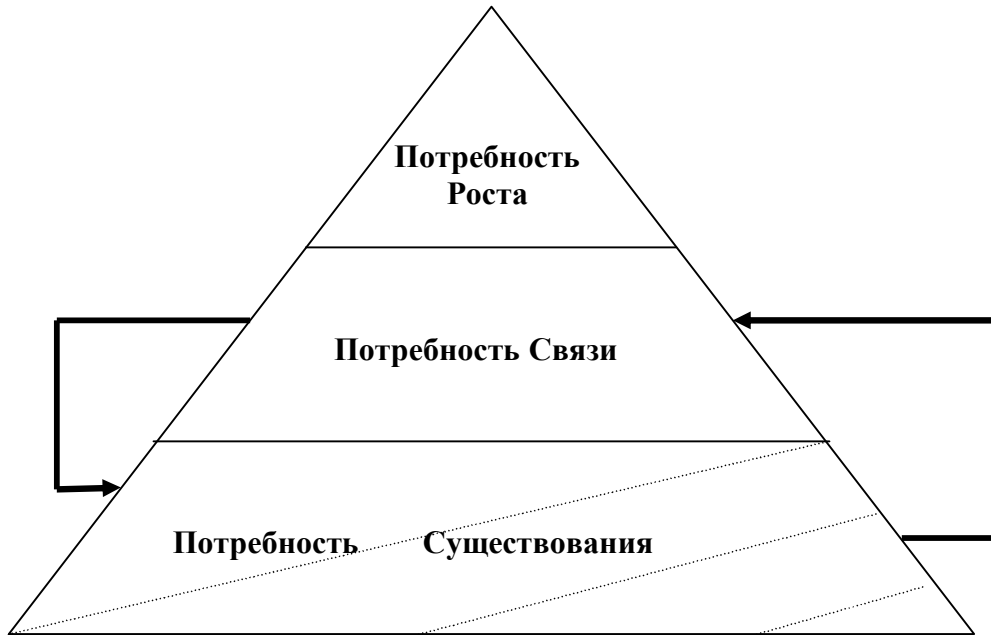 Потребность
Роста
Потребность Связи
Потребность Существования